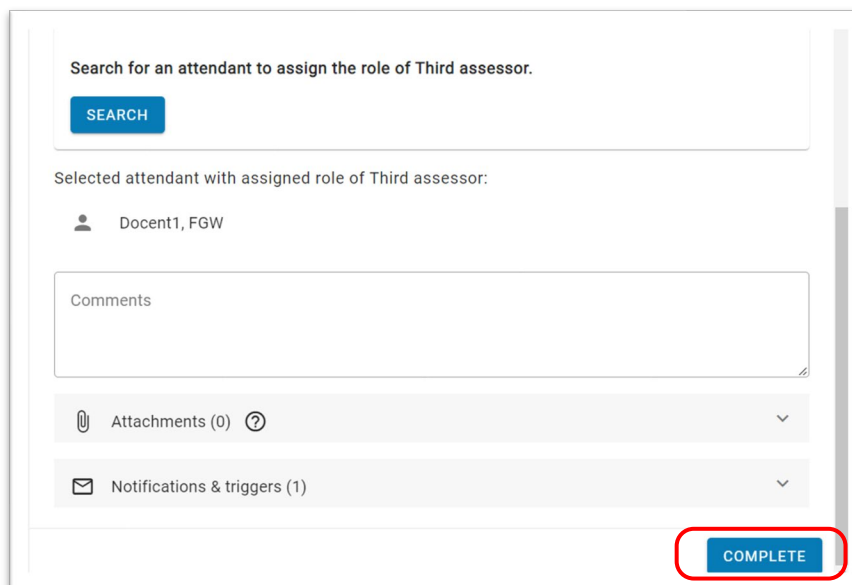 Search for an attendant to assign the role of Third assessor.
SEARCH
Selected attendant with assigned role of Third assessor:
Docent1, FGW
Comments
Attachments (0) ?
Notifications & triggers (1)
COMPLETE